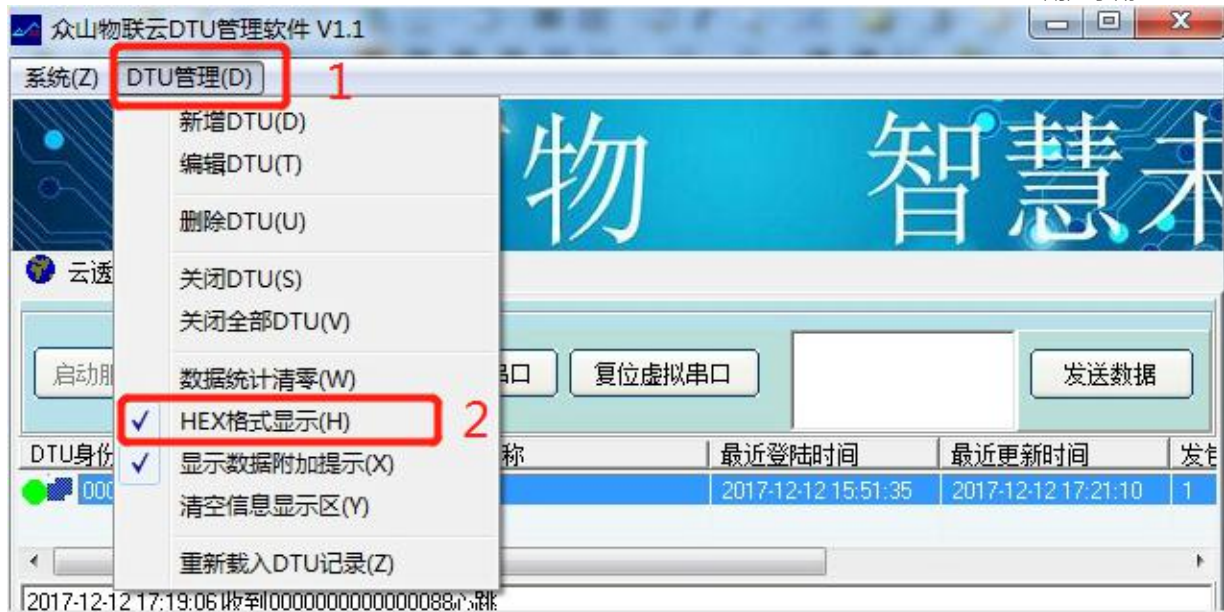 众山物联云DTU管理软件 V1.1
系统(Z) DTU管理(D) 1
新增DTU(D)
物 智慧未
编辑DTU(T)
删除DTU(U)
云透
关闭DTU(S)
关闭全部DTU(V)
启动服 串口 复位虚拟串口 发送数据
数据统计清零(W)
HEX格式显示(H) 2
DTU身份 称 最近登陆时间 最近更新时间 发包
显示数据附加提示(X)
000 2017-12-12 15:51:35 2017-12-12 17:21:10 1
清空信息显示区(Y)
重新载入DTU记录(Z)
2017-12-12 17:19:06 收到0000000000000088心跳